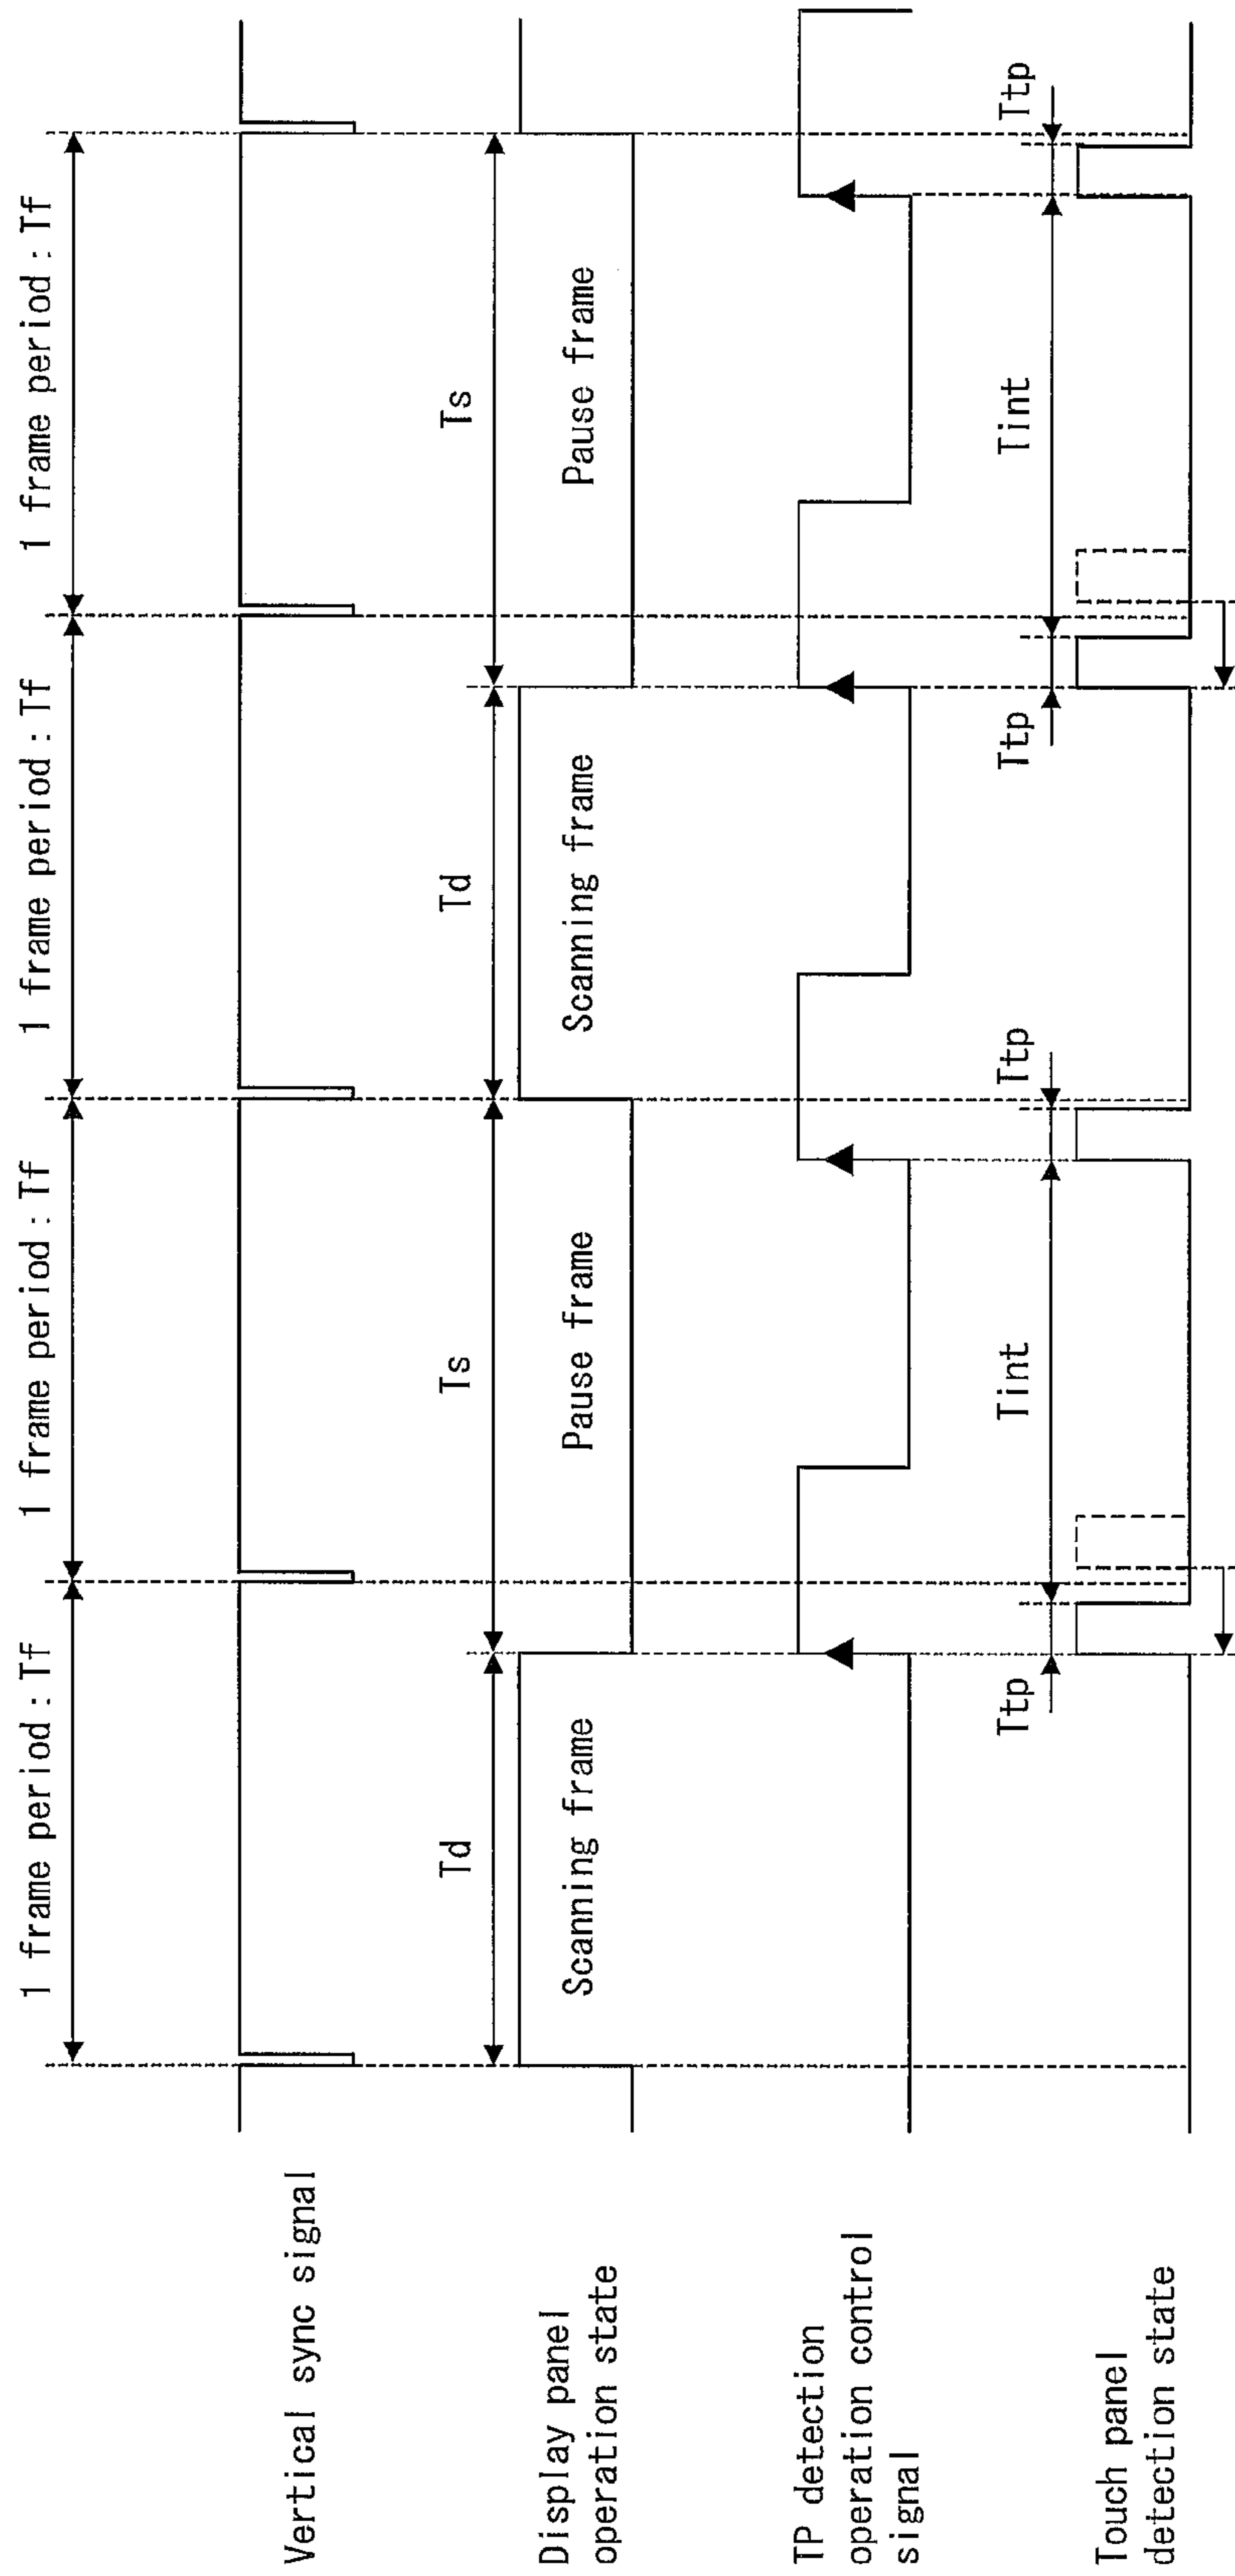 1 frame period : Tf
1 frame period : Tf
1 frame period : Tf
1 frame period : Tf
Vertical sync signal
Td
Ts
Td
Ts
Display panel
operation state
Scanning frame
Pause frame
Scanning frame
Pause frame
TP detection
operation control
signal
Touch panel
detection state
Ttp
Tint
Ttp
Ttp
Tint
Ttp